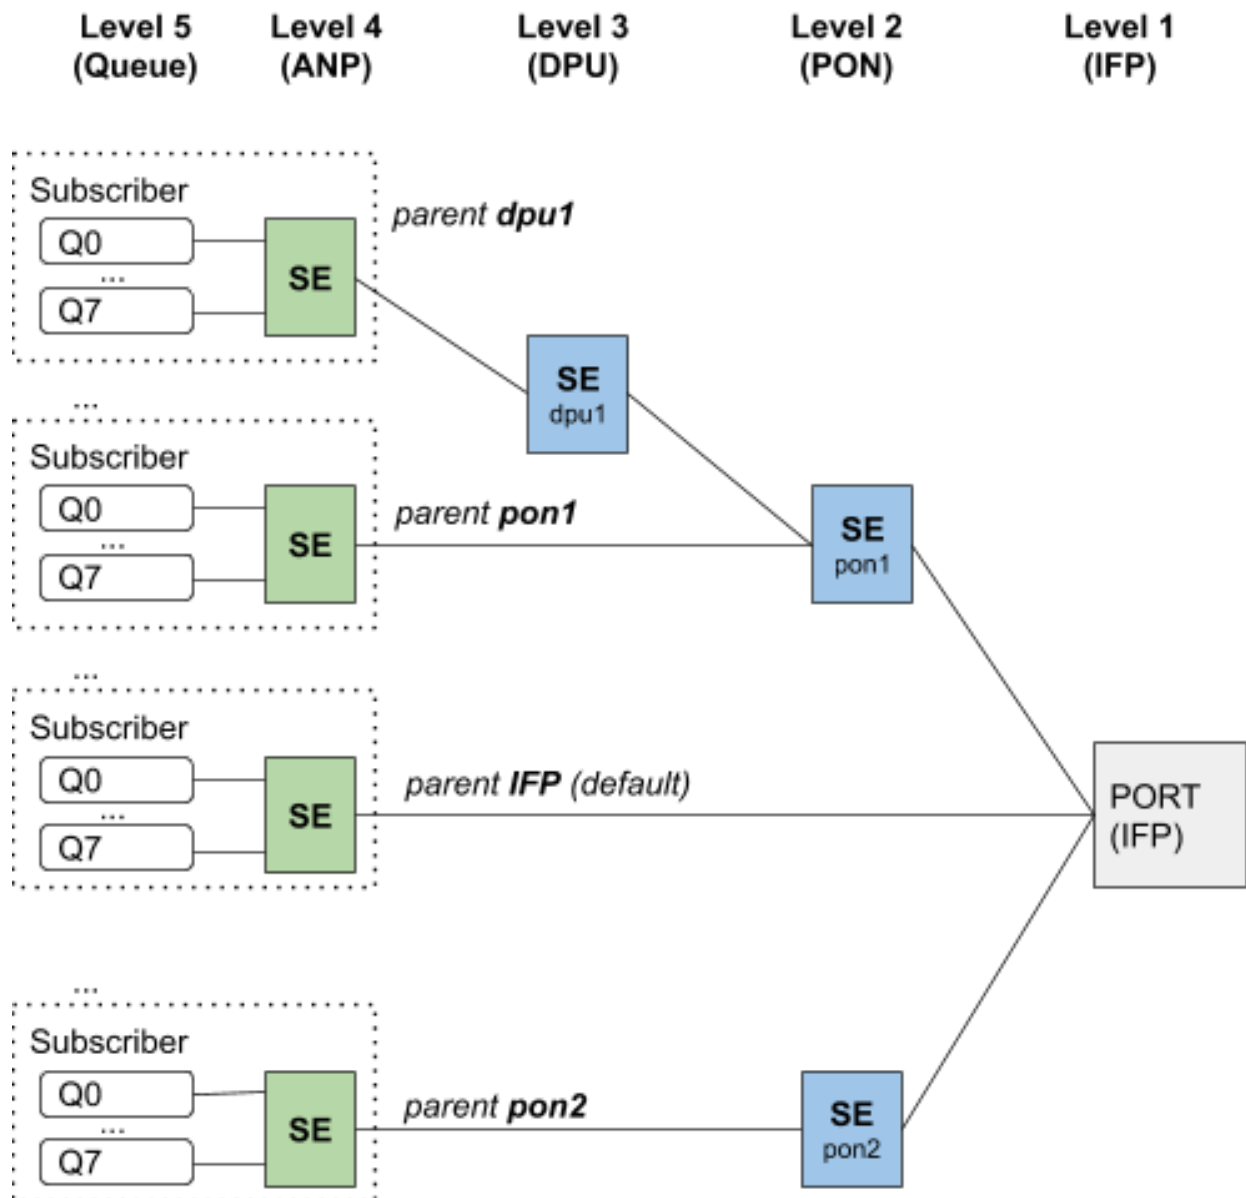 Level 5 Level 4 Level 3 Level 2 Level 1
(Queue) (ANP) (DPU) (PON) (IFP)
Subscriber
parent dpu1
Q0
...
SE
Q7
SE
dpu1
...
Subscriber
Q0
parent pon1
...
SE
Q7
SE
pon1
...
Subscriber
Q0
parent IFP (default)
...
SE
Q7
PORT
(IFP)
...
Subscriber
Q0
parent pon2
...
SE
Q7
SE
pon2